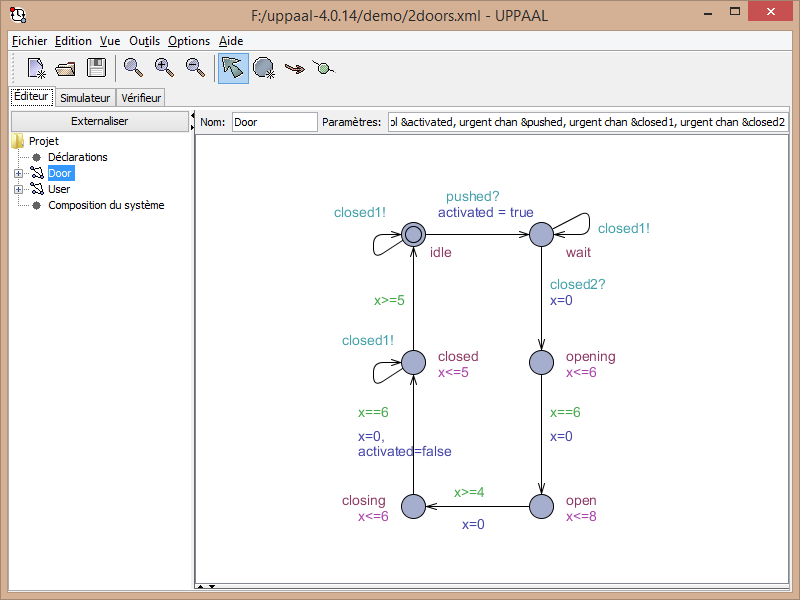 F:/uppaal-4.0.14/demo/2doors.xml - UPPAAL
Fichier Edition Vue Outils Options Aide
Editeur Simulateur Vérifieur
Externaliser
Nom: Door Paramètres: ol &activated, urgent chan &pushed, urgent chan &closed1, urgent chan &closed2
Projet
Déclarations
Door
User
Composition du système
pushed?
closed1! activated = true
closed1!
idle wait
closed2?
x>=5 x=0
closed1!
closed opening
x<=5 x<=6
x==6 x==6
x=0, x=0
activated=false
x>=4
closing open
x<=6 x<=8
x=0